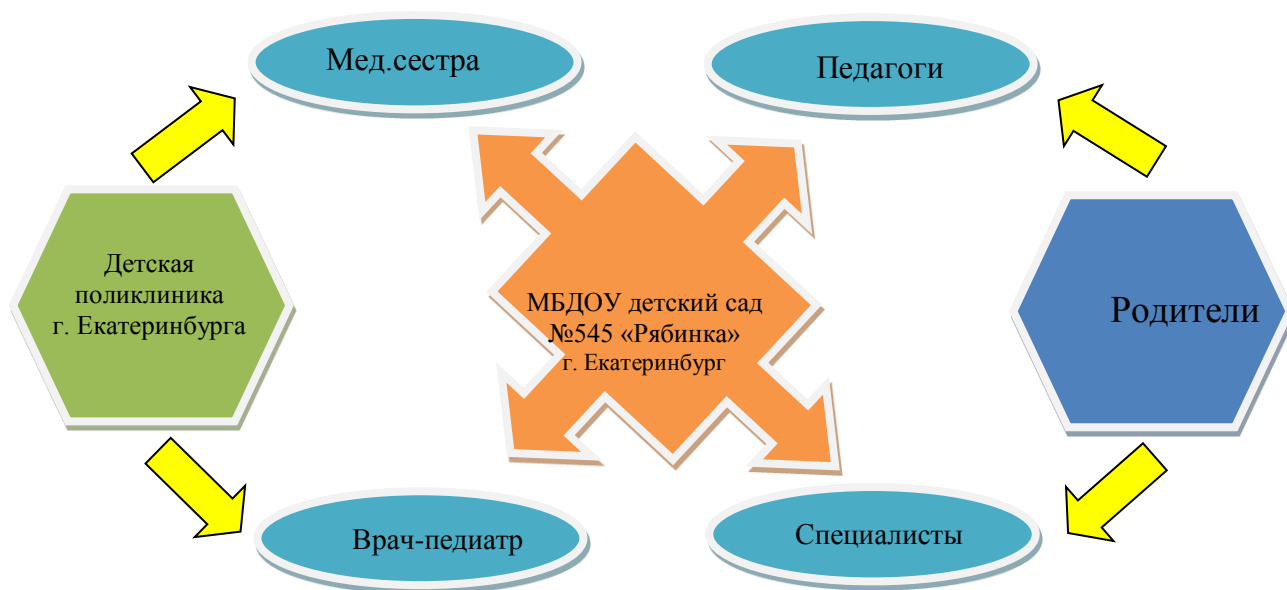 Мед.сестра
Педагоги
Детская
поликлиника
г. Екатеринбурга
МБДОУ детский сад
№545 «Рябинка»
г. Екатеринбург
Родители
Врач-педиатр
Специалисты